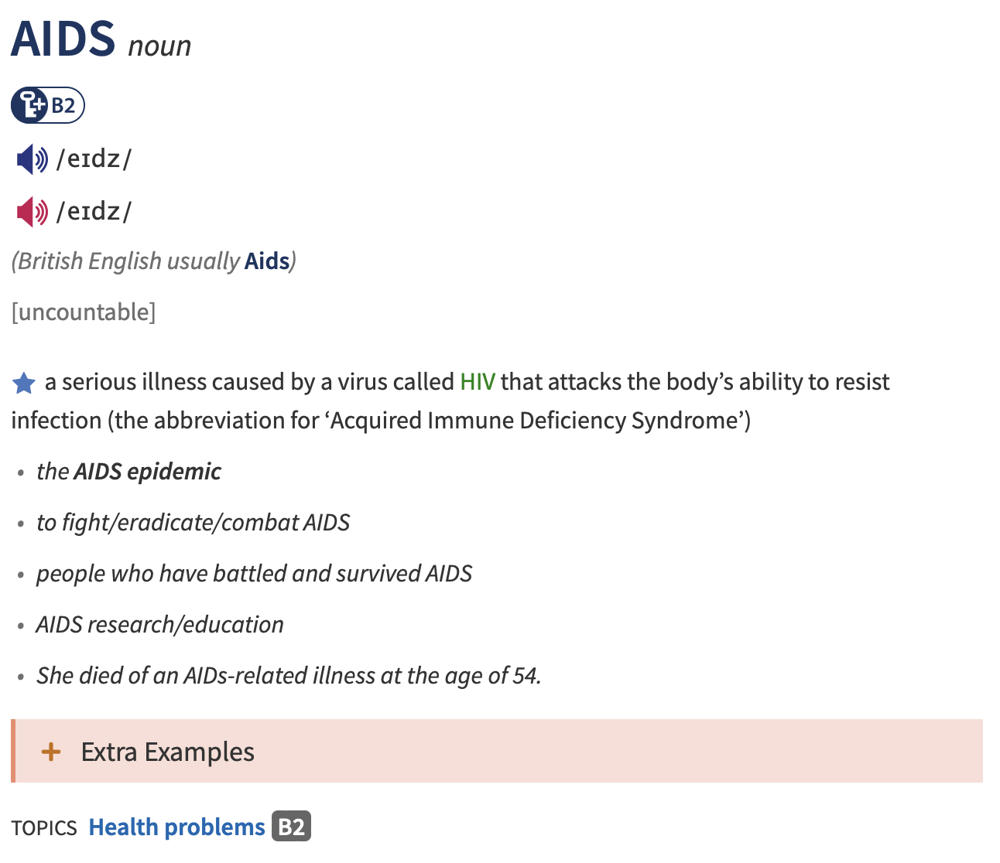 AIDS noun
B2
/eɪdz/
/eɪdz/
(British English usually Aids)
[uncountable]
a serious illness caused by a virus called HIV that attacks the body’s ability to resist
infection (the abbreviation for ‘Acquired Immune Deficiency Syndrome’)
• the AIDS epidemic
• to fight/eradicate/combat AIDS
• people who have battled and survived AIDS
• AIDS research/education
• She died of an AIDs-related illness at the age of 54.
+ Extra Examples
TOPICS Health problems B2